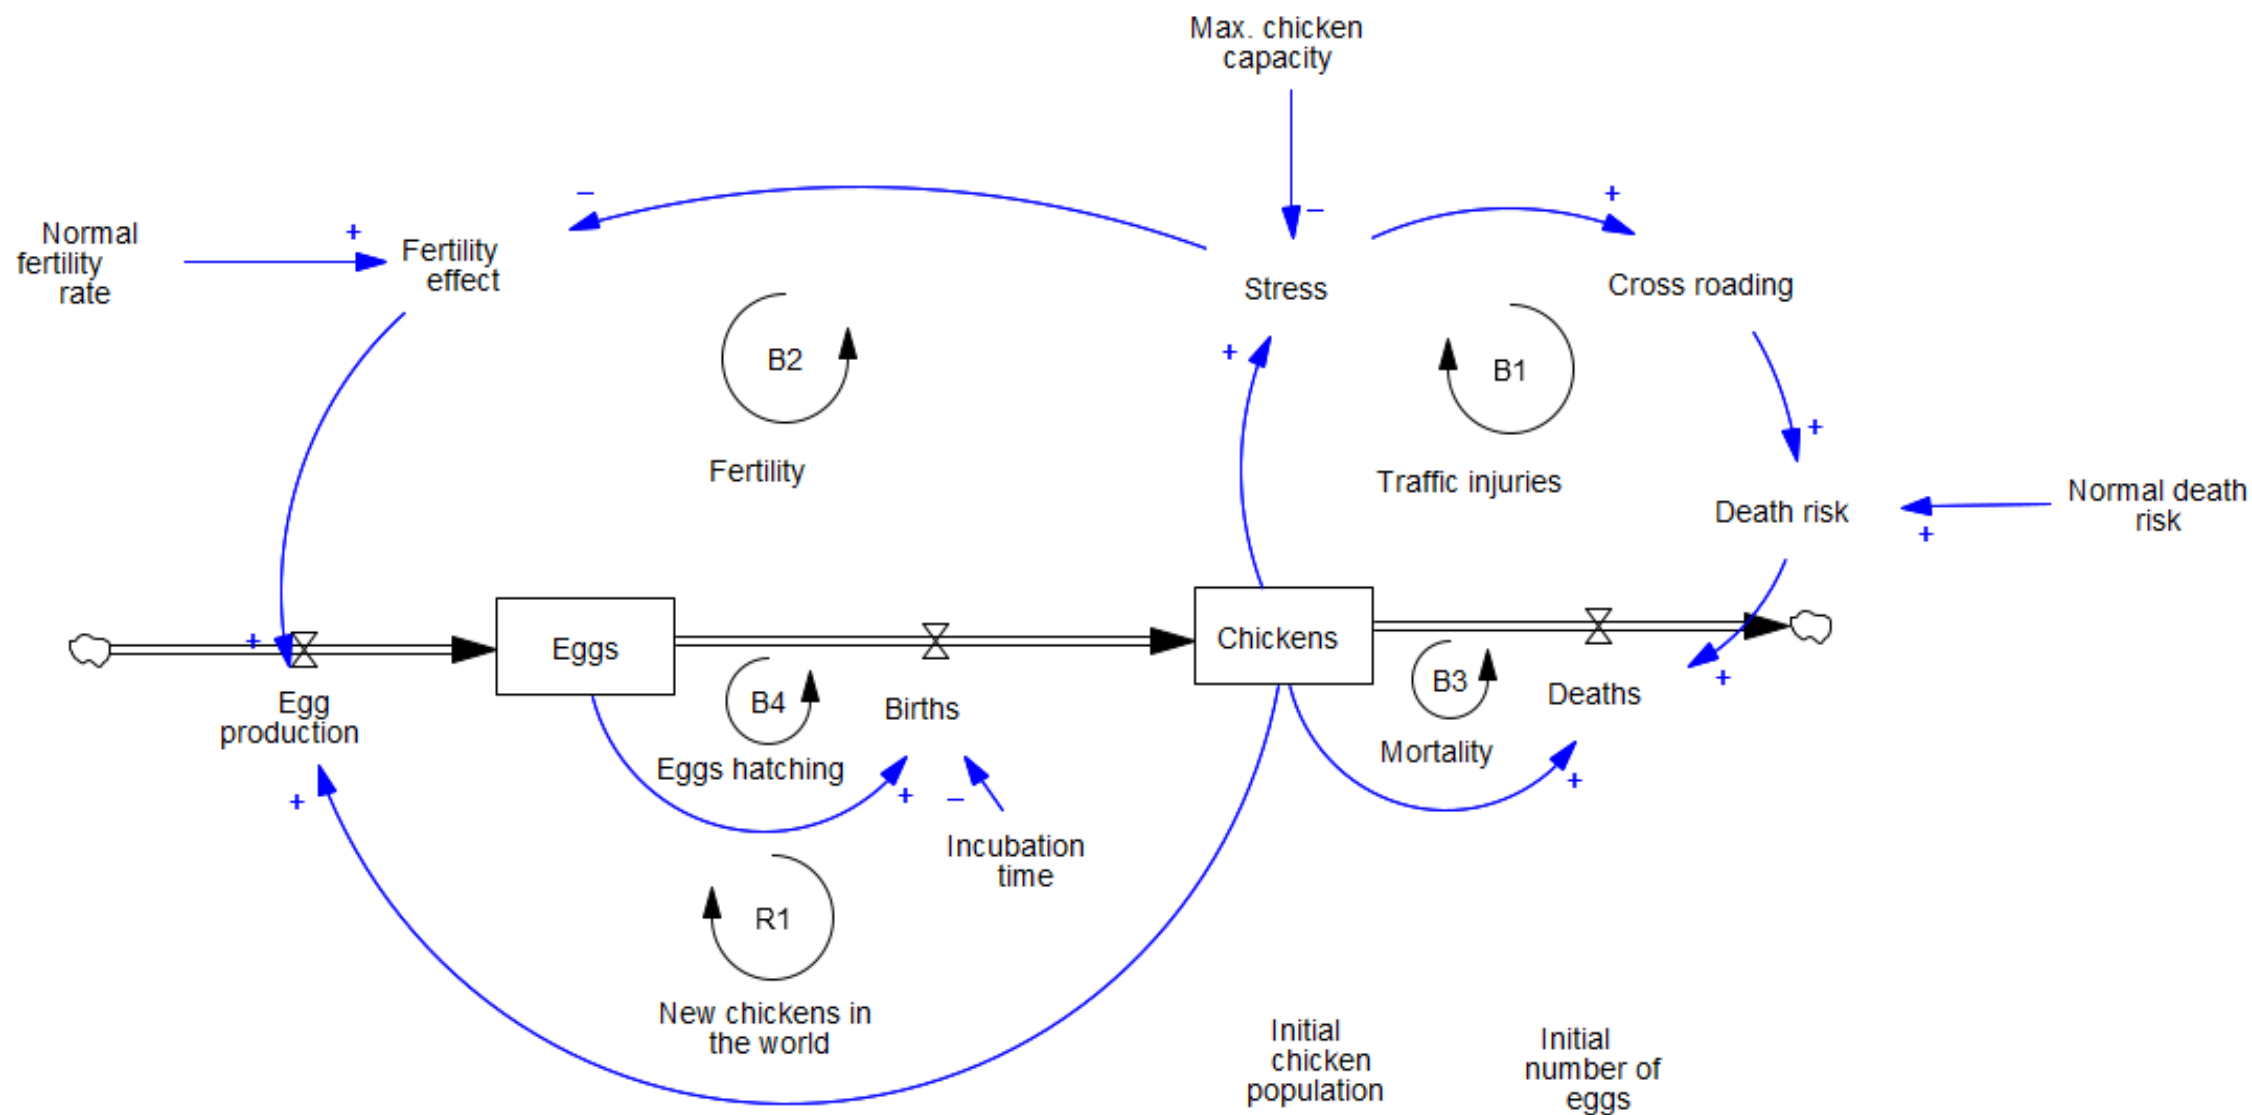 Max. chicken
capacity
Normal
fertility
rate
+
Fertility
effect
–
–
+
Stress
Cross roading
B2
+
B1
+
Fertility
Traffic injuries
Death risk
+
Normal death
risk
+
Eggs
Chickens
Egg
production
B4
Births
B3
Deaths
+
Eggs hatching
Mortality
+
+
–
+
Incubation
time
R1
New chickens in
the world
Initial
chicken
population
Initial
number of
eggs